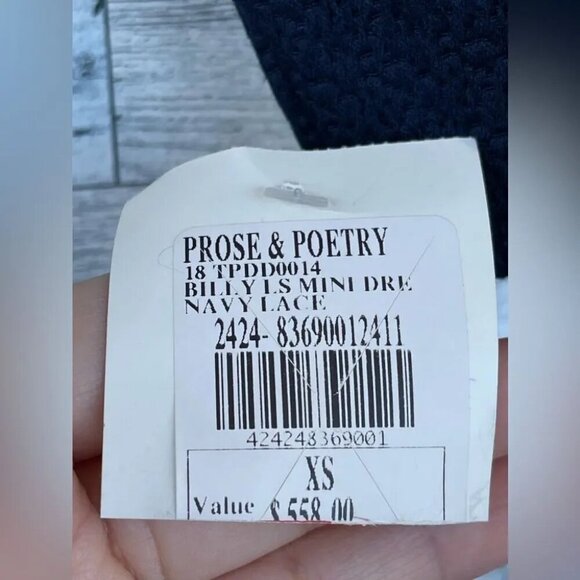 PROSE & POETRY
18 TPDD0014
BILLY LS MINI DRE
NAVY LACE
2424- 83690012411
424248369001
XS
Value $ 558.00